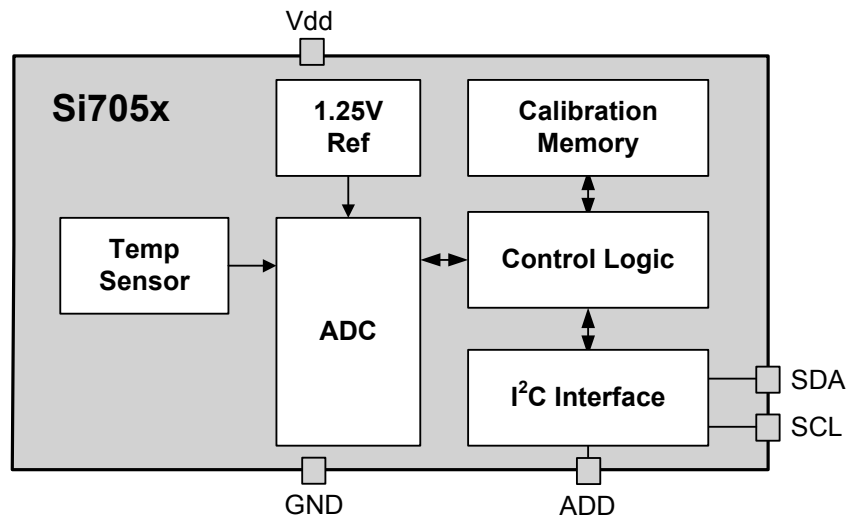 Vdd
Si705x
1.25V
Ref
Calibration
Memory
Temp
Sensor
ADC
Control Logic
I²C Interface
SDA
SCL
GND
ADD